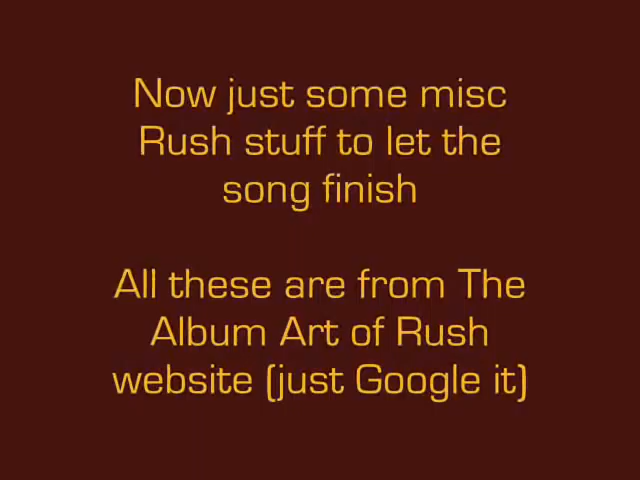 Now just some misc
Rush stuff to let the
song finish
All these are from The
Album Art of Rush
website (just Google it)